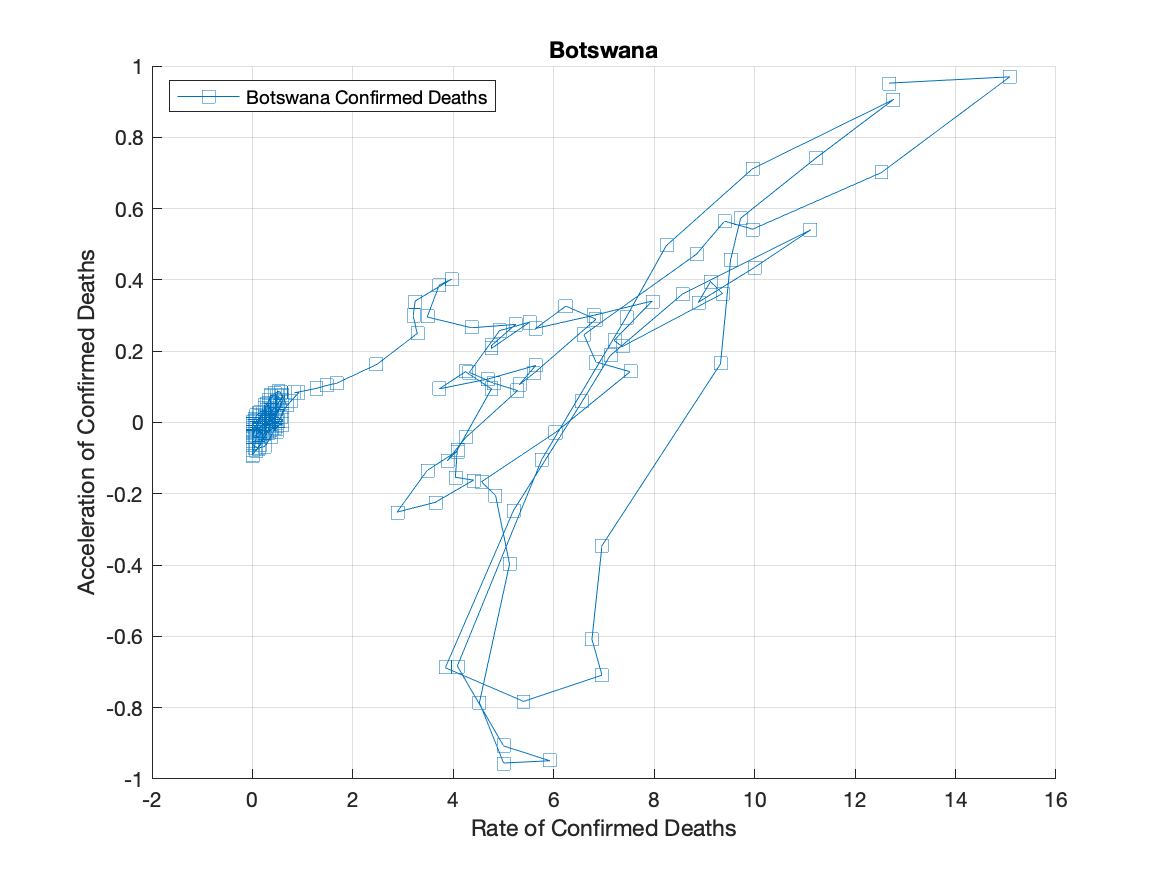 Botswana
Botswana Confirmed Deaths
1
0.8
0.6
0.4
0.2
0
-0.2
-0.4
-0.6
-0.8
-1
Acceleration of Confirmed Deaths
-2 0 2 4 6 8 10 12 14 16
Rate of Confirmed Deaths